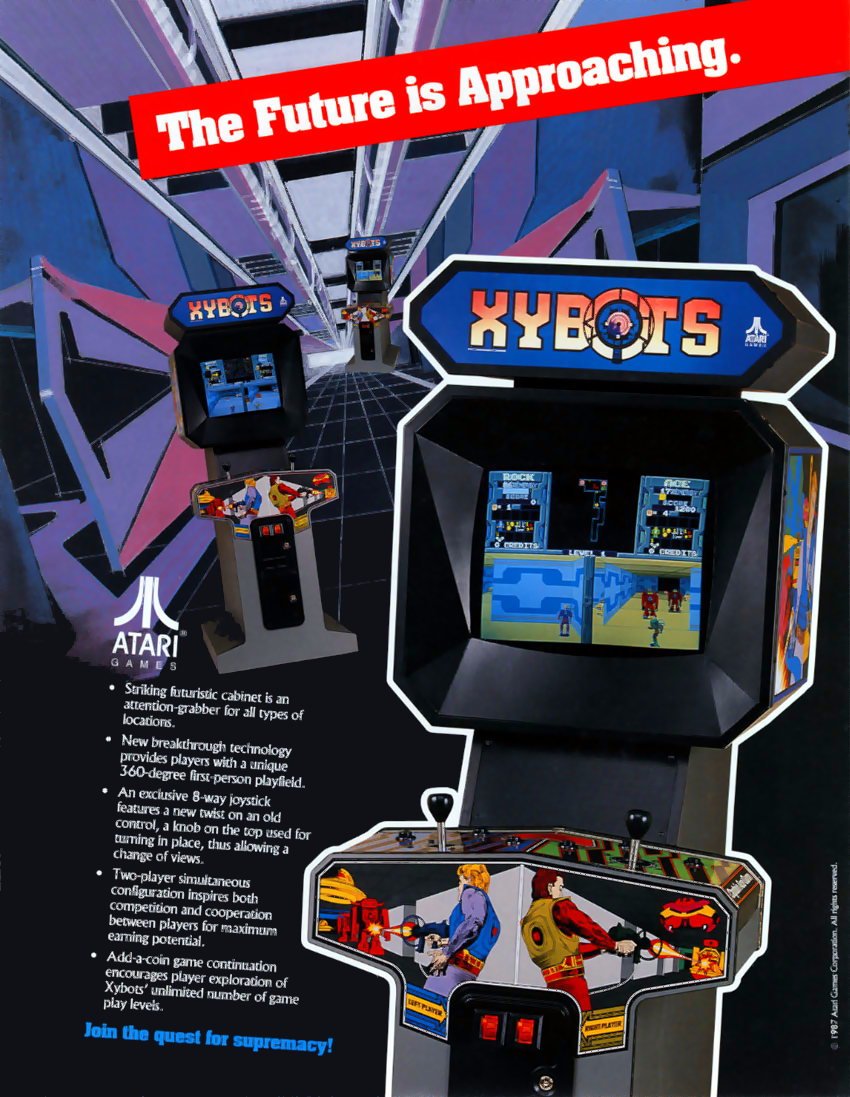 The Future is Approaching.
XYBOTS
XYBOTS
XYBOTS
ATARI
GAMES
ROCK
SCORE
0
4
0 CREDITS
ACE
SCORE
1200
4
0 CREDITS
LEVEL 1
ATARI®
GAMES
• Striking futuristic cabinet is an
attention-grabber for all types of
locations.
• New breakthrough technology
provides players with a unique
360-degree first-person playfield.
• An exclusive 8-way joystick
features a new twist on an old
control, a knob on the top used for
turning in place, thus allowing a
change of views.
• Two-player simultaneous
configuration inspires both
competition and cooperation
between players for maximum
earning potential.
• Add-a-coin game continuation
encourages player exploration of
Xybots' unlimited number of game
play levels.
Join the quest for supremacy!
LEFT PLAYER
RIGHT PLAYER
© 1987 Atari Games Corporation. All rights reserved.